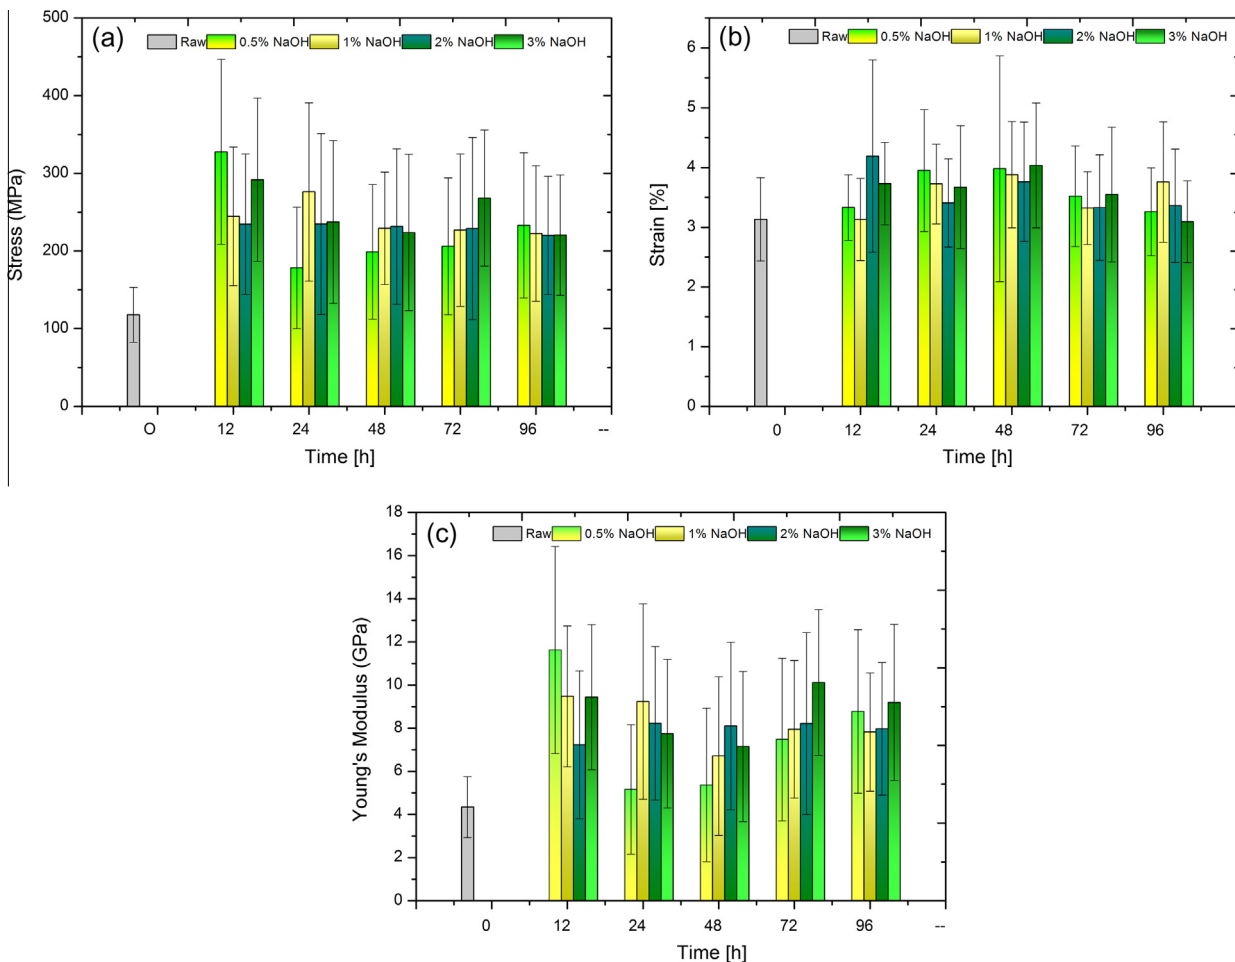 (a)
Raw 0.5% NaOH 1% NaOH 2% NaOH 3% NaOH
500
400
300
200
100
0
Stress (MPa)
O 12 24 48 72 96 --
Time [h]
(b)
Raw 0.5% NaOH 1% NaOH 2% NaOH 3% NaOH
6
5
4
3
2
1
0
Strain [%]
0 12 24 48 72 96
Time [h]
(c)
Raw 0.5% NaOH 1% NaOH 2% NaOH 3% NaOH
18
16
14
12
10
8
6
4
2
0
Young's Modulus (GPa)
0 12 24 48 72 96 --
Time [h]